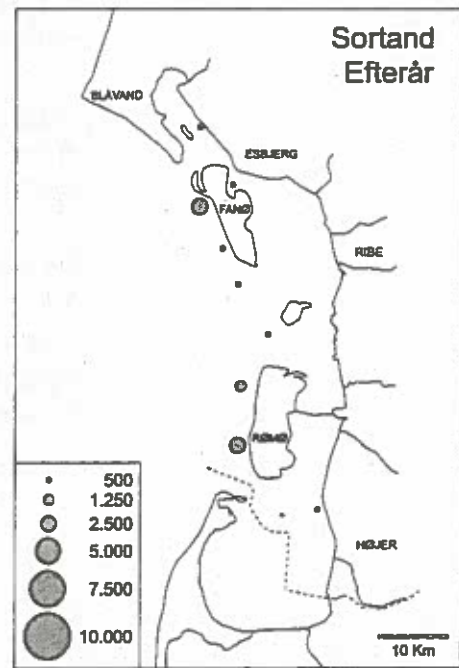 Sortand
Efterår
BLÅVAND
ESBJERG
FANØ
RIBE
RØMØ
HØJER
500
1.250
2.500
5.000
7.500
10.000
10 Km